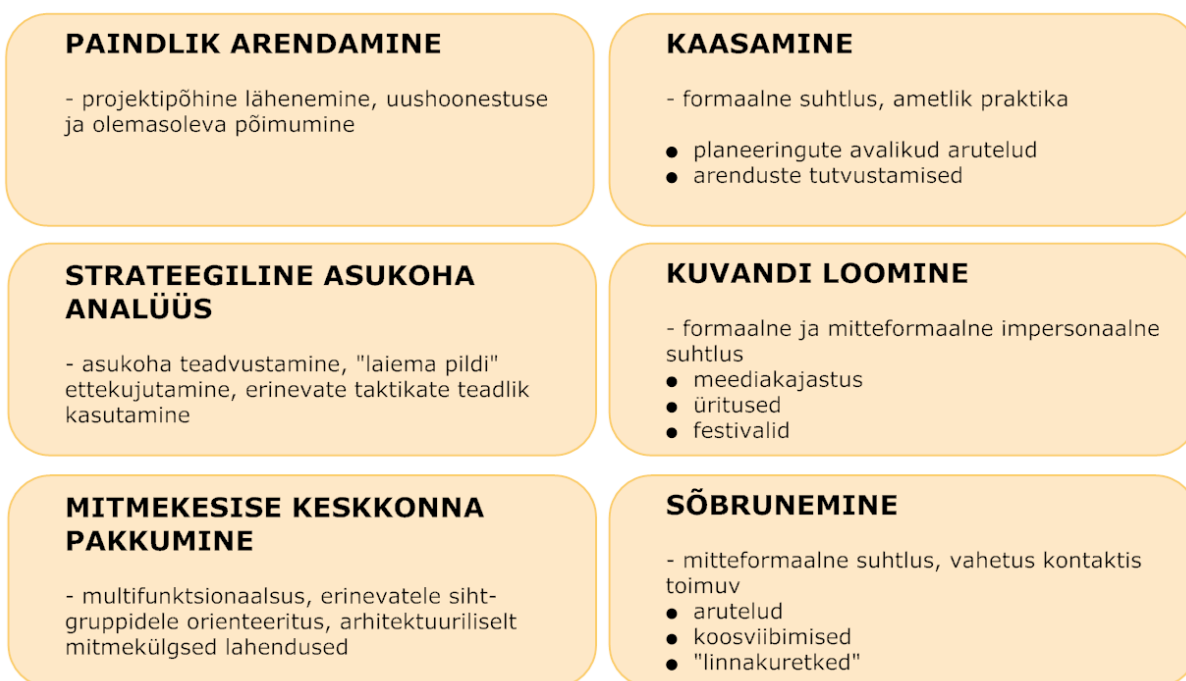 PAINDLIK ARENDAMINE
- projektipõhine lähenemine, uushoonestuse
ja olemasoleva põimumine
KAASAMINE
- formaalne suhtlus, ametlik praktika
● planeeringute avalikud arutelud
● arenduste tutvustamised
STRATEEGILINE ASUKOHA
ANALÜÜS
- asukoha teadvustamine, "laiema pildi"
ettekujutamine, erinevate taktikate teadlik
kasutamine
KUVANDI LOOMINE
- formaalne ja mitteformaalne impersonaalne
suhtlus
● meediakajastus
● üritused
● festivalid
MITMEKESISE KESKKONNA
PAKKUMINE
- multifunktsionaalsus, erinevatele siht-
gruppidele orienteeritus, arhitektuuriliselt
mitmekülgsed lahendused
SÕBRUNEMINE
- mitteformaalne suhtlus, vahetus kontaktis
toimuv
● arutelud
● koosviibimised
● "linnakuretked"